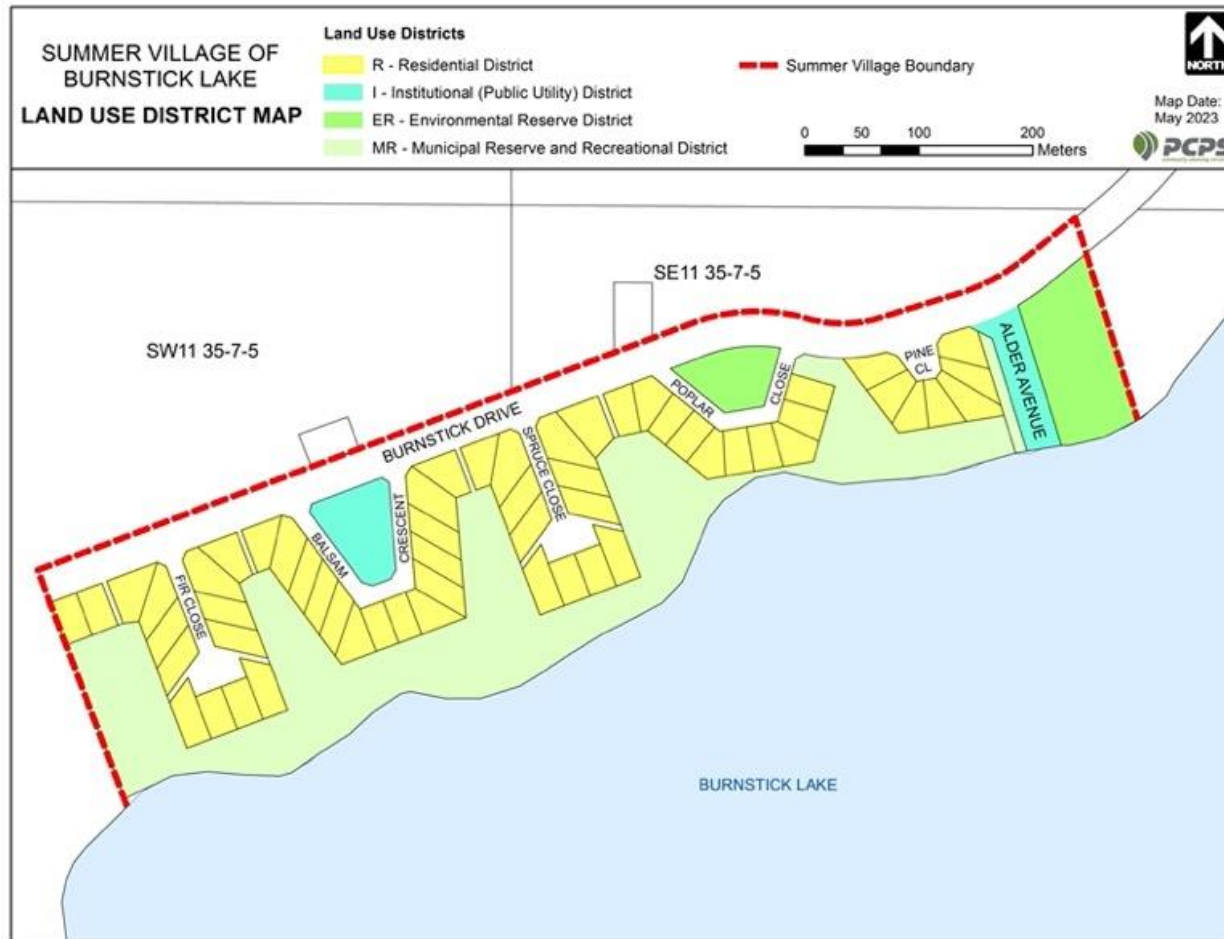 SUMMER VILLAGE OF
BURNSTICK LAKE
LAND USE DISTRICT MAP
Land Use Districts
R - Residential District
I - Institutional (Public Utility) District
ER - Environmental Reserve District
MR - Municipal Reserve and Recreational District
Summer Village Boundary
0 50 100 200
Meters
NORTH
Map Date:
May 2023
PCPS
SE11 35-7-5
SW11 35-7-5
BURNSTICK DRIVE
PINE
CL
ALDER AVENUE
POPLAR
CLOSE
SPRUCE CLOSE
BALSAM
CRESCENT
FIR CLOSE
BURNSTICK LAKE